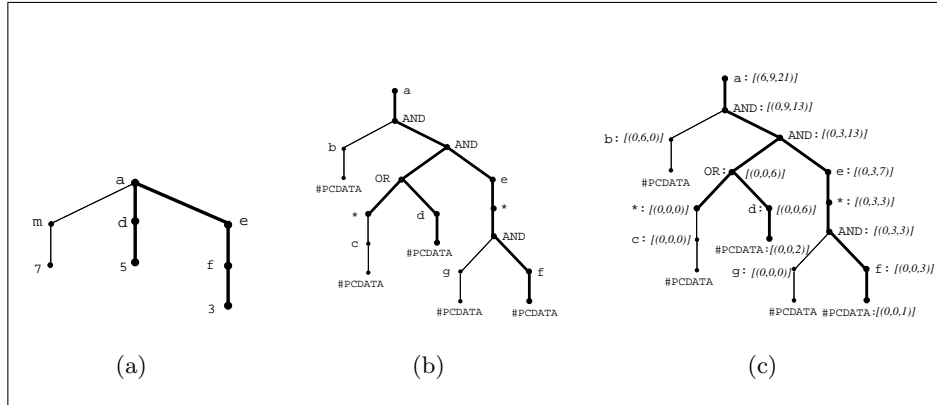 a
m
d
e
7
5
f
3
(a)
a
AND
b
AND
#PCDATA
OR
e
*
d
*
c
#PCDATA
AND
#PCDATA
g
f
#PCDATA
#PCDATA
(b)
a: [(6,9,21)]
AND: [(0,9,13)]
b: [(0,6,0)]
AND: [(0,3,13)]
#PCDATA
OR: [(0,0,6)]
e: [(0,3,7)]
*: [(0,0,0)]
d: [(0,0,6)]
*: [(0,3,3)]
c: [(0,0,0)]
#PCDATA: [(0,0,2)]
AND: [(0,3,3)]
#PCDATA
g: [(0,0,0)]
f: [(0,0,3)]
#PCDATA
#PCDATA: [(0,0,1)]
(c)